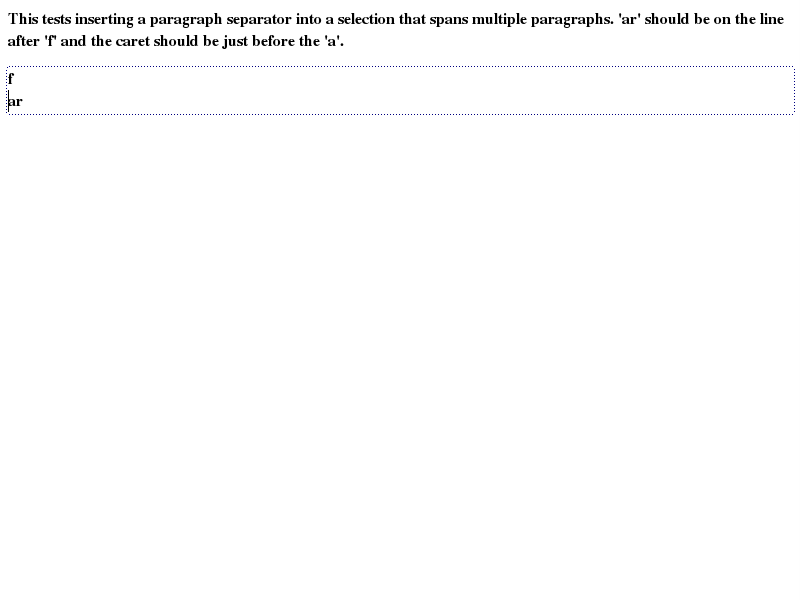 This tests inserting a paragraph separator into a selection that spans multiple paragraphs. 'ar' should be on the line
after 'f' and the caret should be just before the 'a'.
f
ar